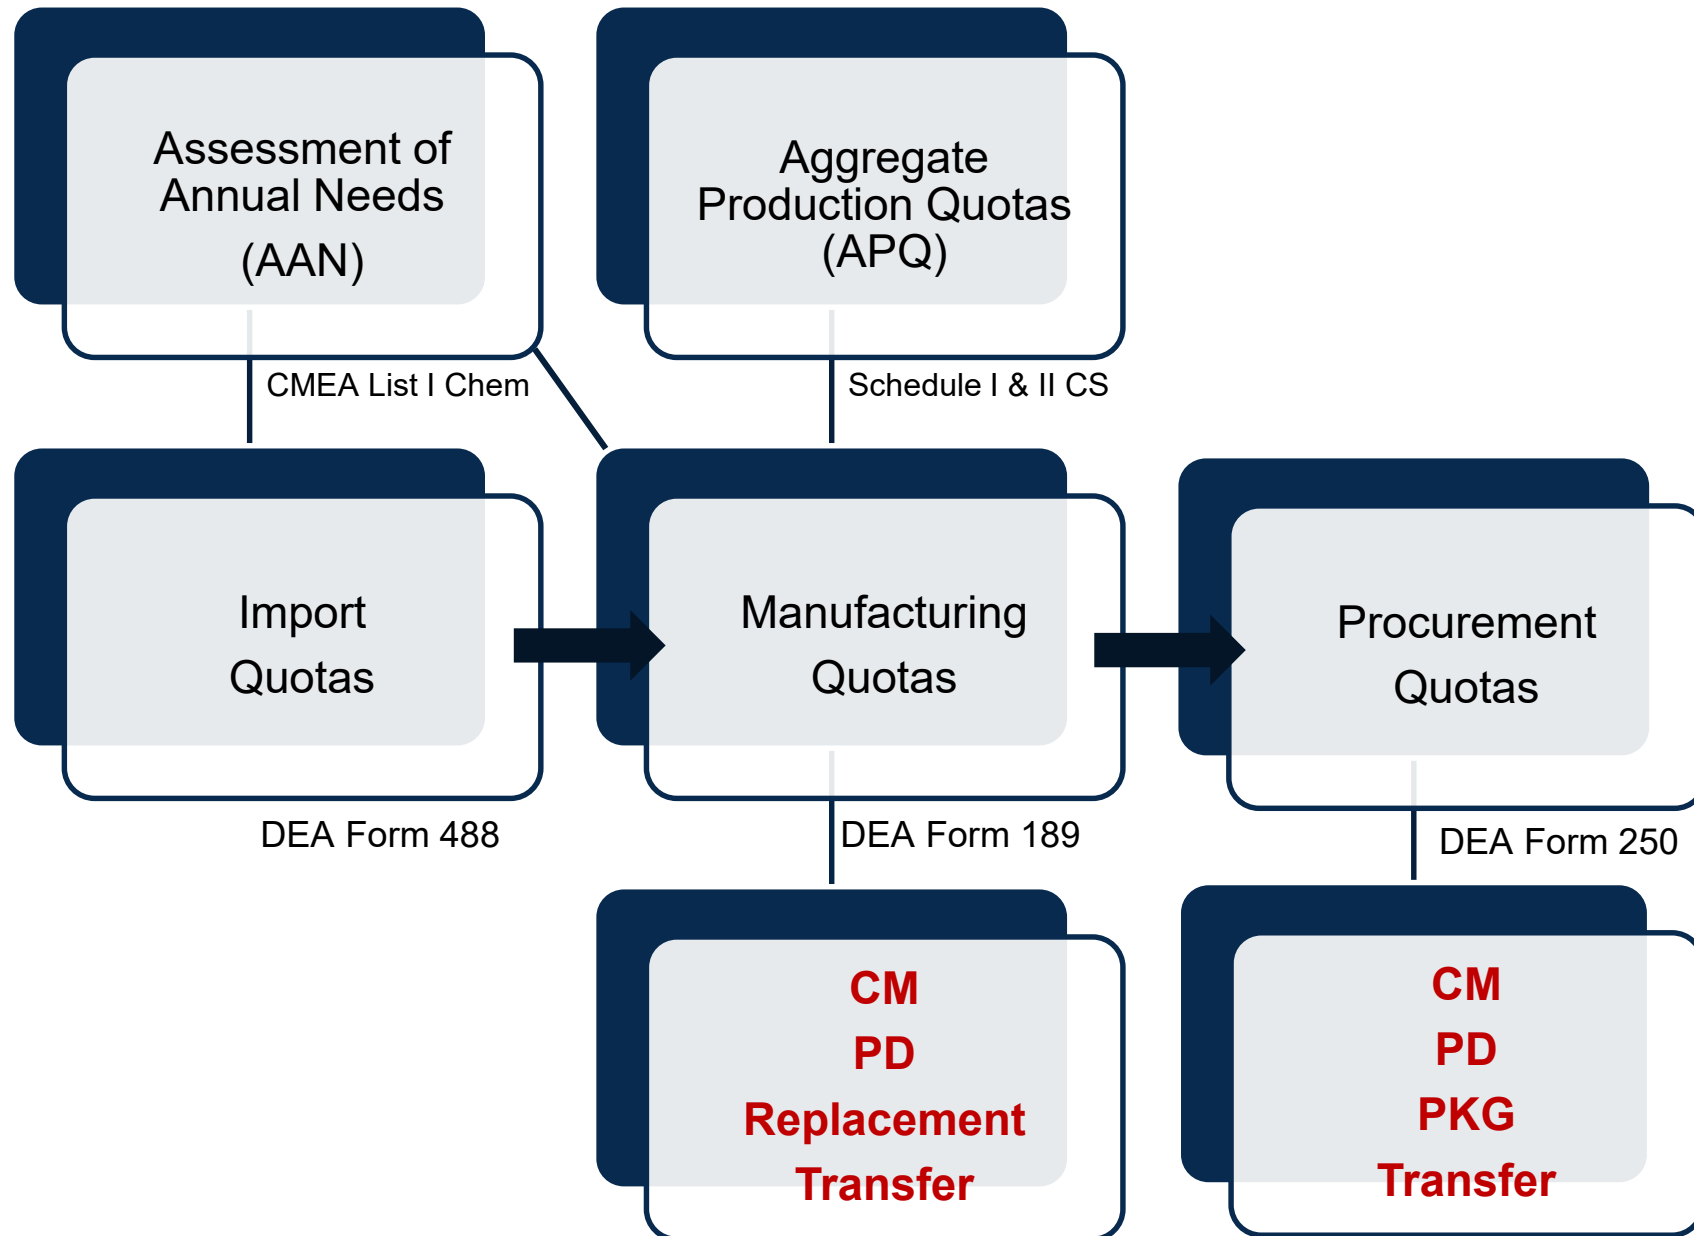 Assessment of
Annual Needs
(AAN)
Aggregate
Production Quotas
(APQ)
CMEA List I Chem
Schedule I & II CS
Import
Quotas
Manufacturing
Quotas
Procurement
Quotas
DEA Form 488
DEA Form 189
DEA Form 250
CM
PD
Replacement
Transfer
CM
PD
PKG
Transfer